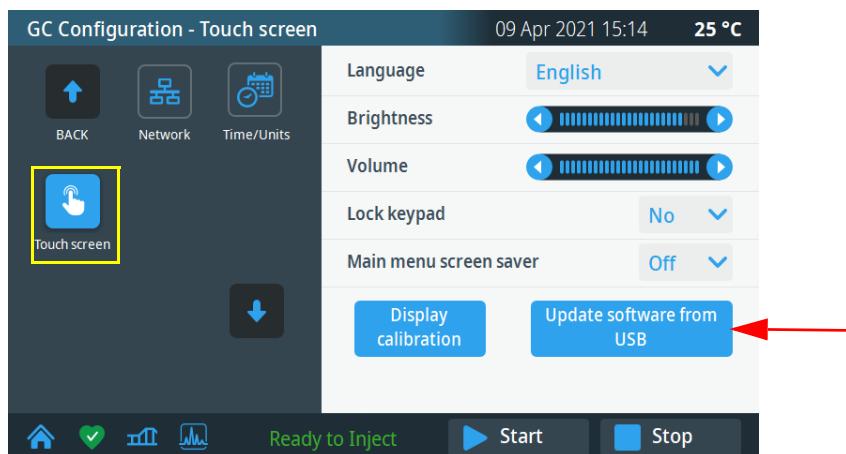 GC Configuration - Touch screen 09 Apr 2021 15:14 25 °C
BACK Network Time/Units
Touch screen
Language English
Brightness
Volume
Lock keypad No
Main menu screen saver Off
Display
calibration
Update software from
USB
Ready to Inject Start Stop